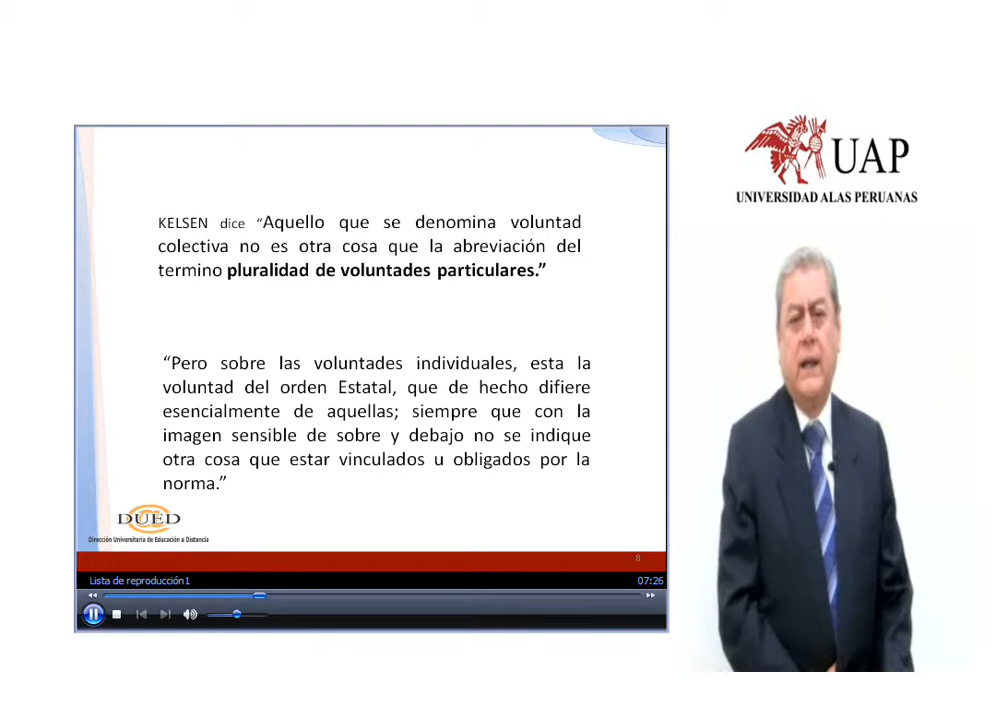 UAP
UNIVERSIDAD ALAS PERUANAS
KELSEN dice “Aquello que se denomina voluntad
colectiva no es otra cosa que la abreviación del
termino pluralidad de voluntades particulares.”
“Pero sobre las voluntades individuales, esta la
voluntad del orden Estatal, que de hecho difiere
esencialmente de aquellas; siempre que con la
imagen sensible de sobre y debajo no se indique
otra cosa que estar vinculados u obligados por la
norma.”
DUED
Dirección Universitaria de Educación a Distancia
8
Lista de reproducción1
07:26